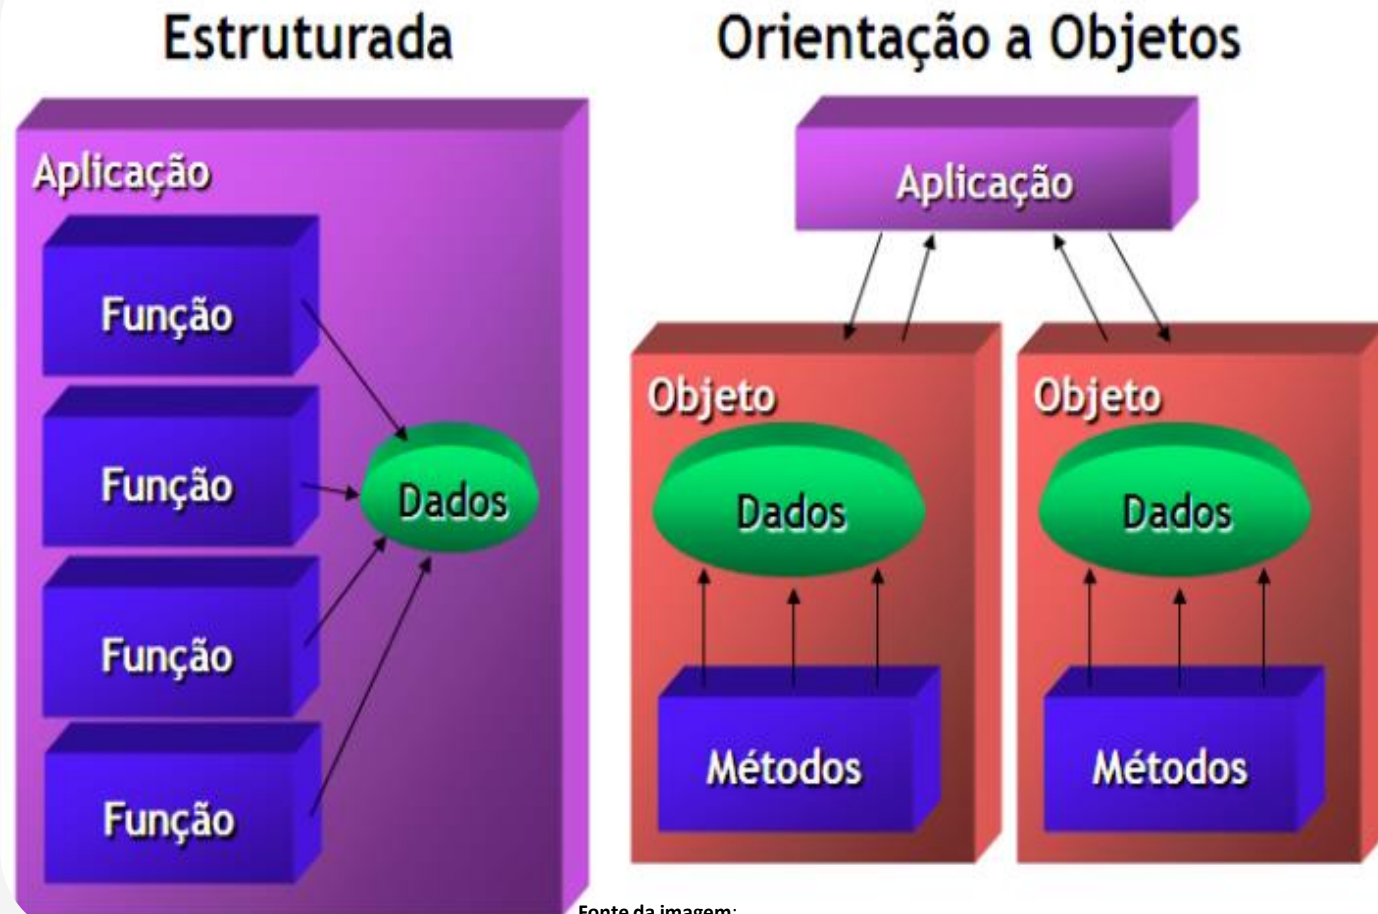 Estruturada
Aplicação
Função
Função
Dados
Função
Função
Orientação a Objetos
Aplicação
Objeto
Dados
Métodos
Objeto
Dados
Métodos
Fonte da imagem: